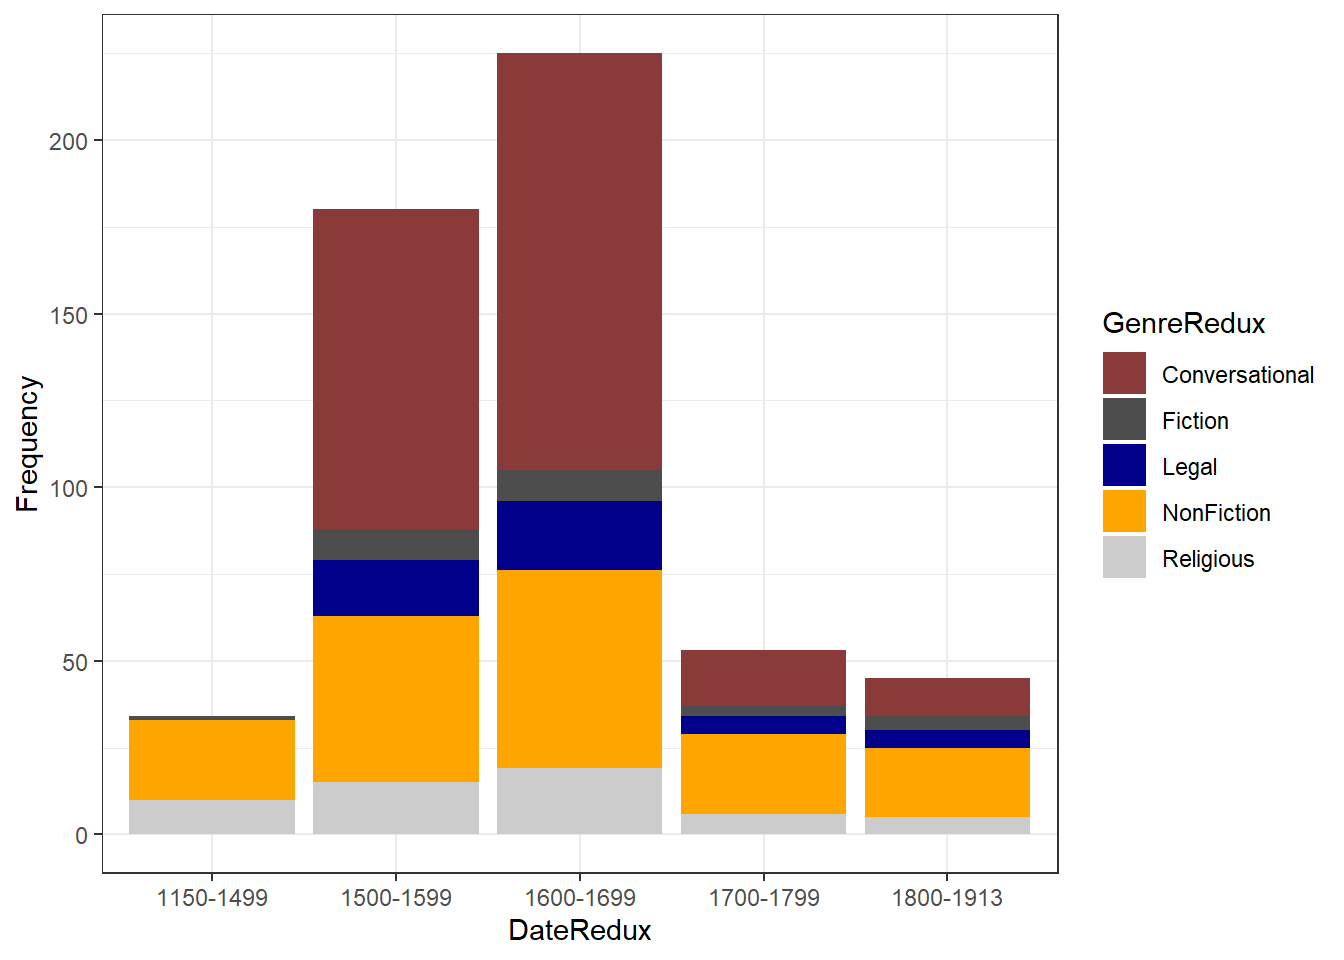 Frequency
200
150
100
50
0
1150-1499
1500-1599
1600-1699
1700-1799
1800-1913
DateRedux
GenreRedux
Conversational
Fiction
Legal
NonFiction
Religious